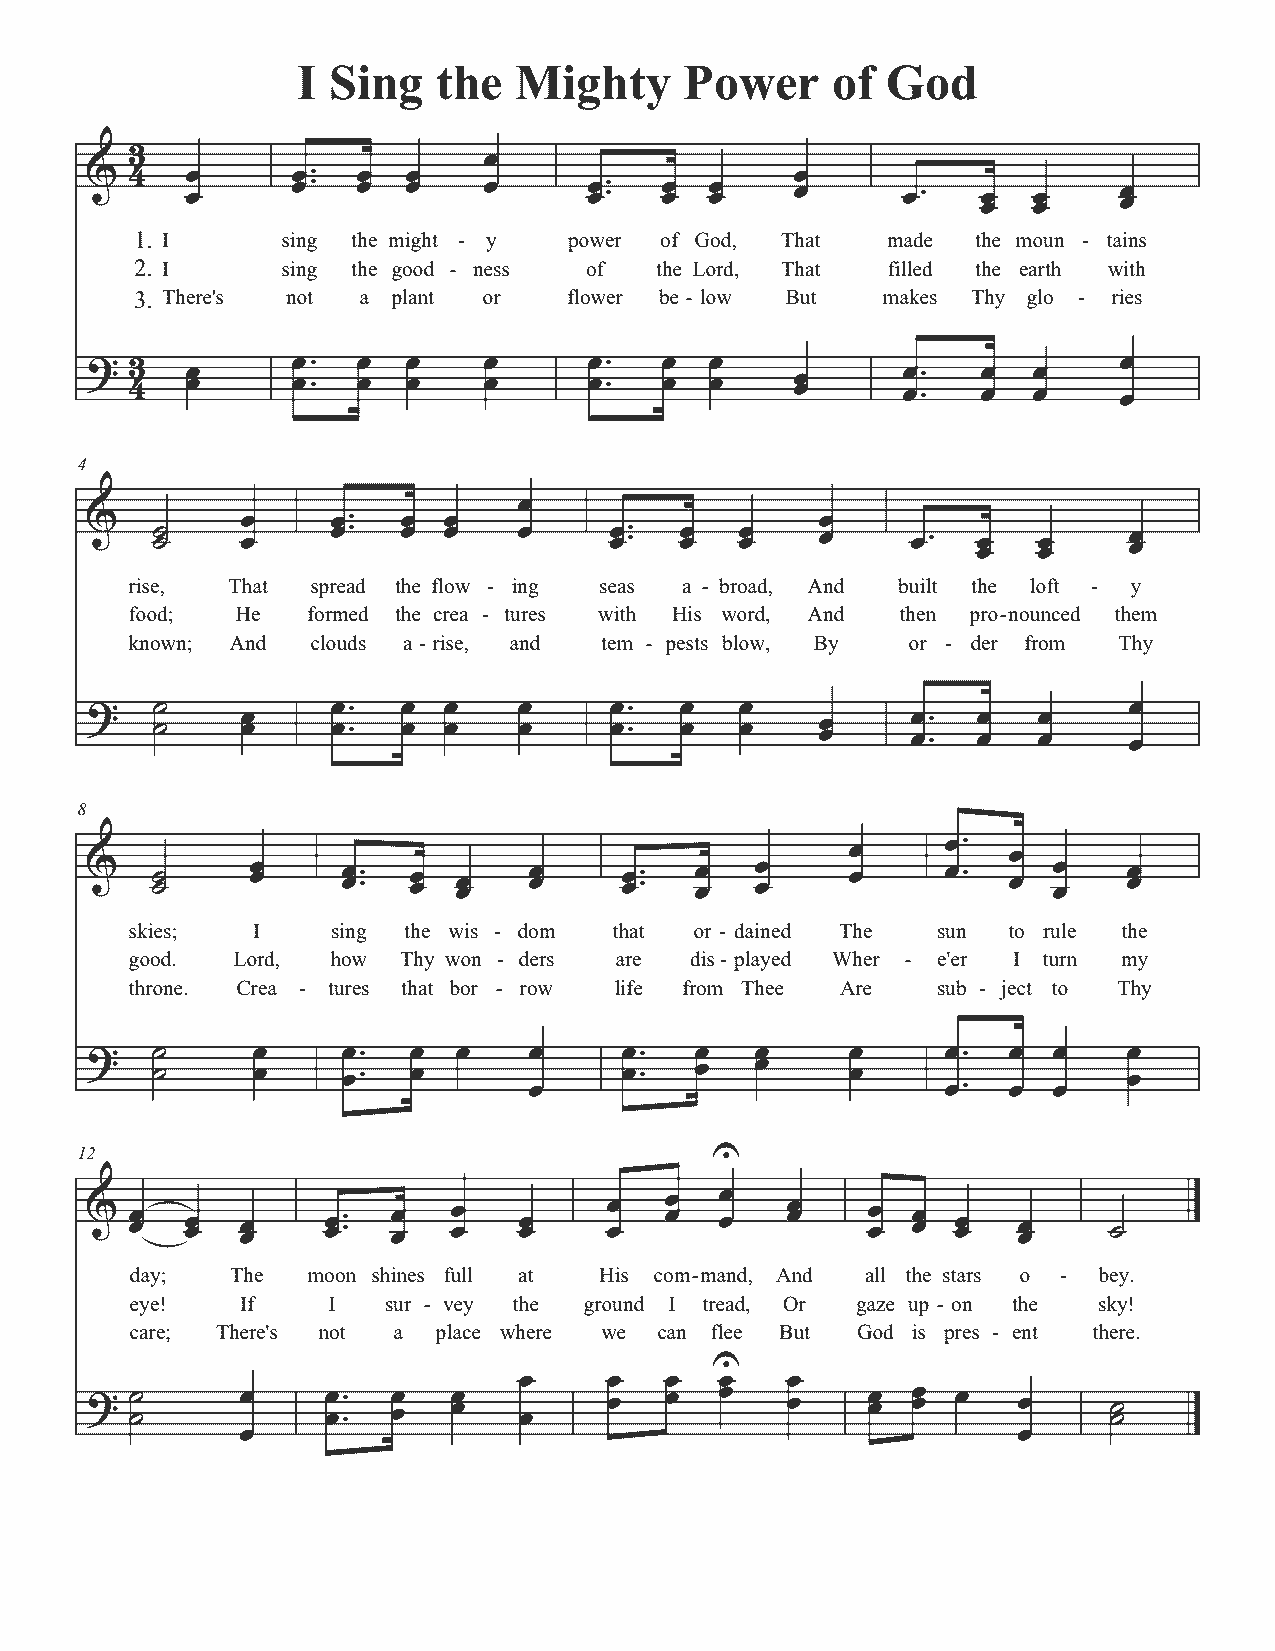 I Sing the Mighty Power of God
1. I sing the might - y power of God, That made the moun - tains
2. I sing the good - ness of the Lord, That filled the earth with
3. There's not a plant or flower be - low But makes Thy glo - ries
4
rise, That spread the flow - ing seas a - broad, And built the loft - y
food; He formed the crea - tures with His word, And then pro - nounced them
known; And clouds a - rise, and tem - pests blow, By or - der from Thy
8
skies; I sing the wis - dom that or - dained The sun to rule the
good. Lord, how Thy won - ders are dis - played Wher - e'er I turn my
throne. Crea - tures that bor - row life from Thee Are sub - ject to Thy
12
day; The moon shines full at His com - mand, And all the stars o - bey.
eye! If I sur - vey the ground I tread, Or gaze up - on the sky!
care; There's not a place where we can flee But God is pres - ent there.